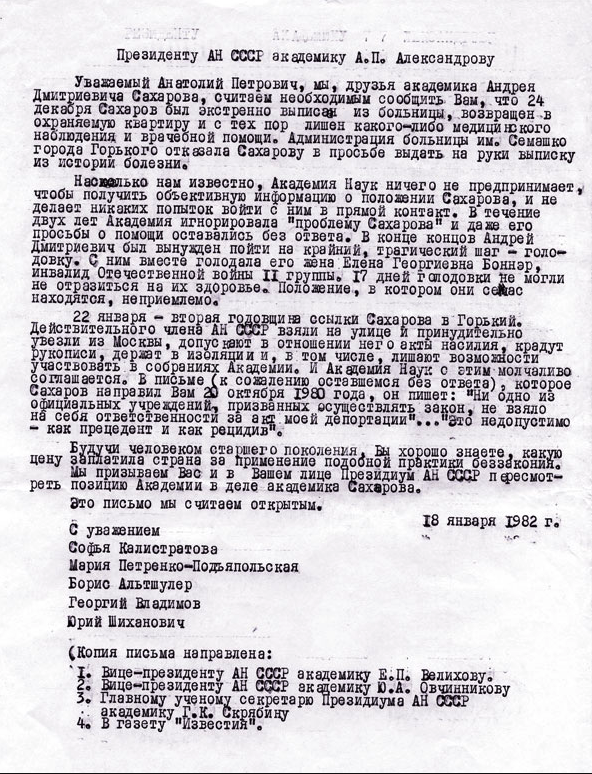 Президенту АН СССР академику А.П. Александрову
Уважаемый Анатолий Петрович, мы, друзья академика Андрея
Дмитриевича Сахарова, считаем необходимым сообщить Вам, что 24
декабря Сахаров был экстренно выписан из больницы, возвращен в
охраняемую квартиру и с тех пор лишен какого-либо медицинского
наблюдения и врачебной помощи. Администрация больницы им. Семашко
города Горького отказала Сахарову в просьбе выдать на руки выписку
из истории болезни.
Насколько нам известно, Академия Наук ничего не предпринимает,
чтобы получить объективную информацию о положении Сахарова, и не
делает никаких попыток войти с ним в прямой контакт. В течение
двух лет Академия игнорировала "проблему Сахарова" и даже его
просьбы о помощи оставались без ответа. В конце концов Андрей
Дмитриевич был вынужден пойти на крайний, трагический шаг - голо-
довку. С ним вместе голодала его жена Елена Георгиевна Боннэр,
инвалид Отечественной войны II группы. 17 дней голодовки не могли
не отразиться на их здоровье. Положение, в котором они сейчас
находятся, неприемлемо.
22 января - вторая годовщина ссылки Сахарова в Горький.
Действительного члена АН СССР взяли на улице и принудительно
увезли из Москвы, допускают в отношении него акты насилия, крадут
рукописи, держат в изоляции и, в том числе, лишают возможности
участвовать в собраниях Академии. И Академия Наук с этим молчаливо
соглашается. В письме (к сожалению оставшемся без ответа), которое
Сахаров направил Вам 20 октября 1980 года, он пишет: "Ни одно из
официальных учреждений, призванных осуществлять закон, не взяло
на себя ответственности за акт моей депортации"..."Это недопустимо
- как прецедент и как рецидив".
Будучи человеком старшего поколения, Вы хорошо знаете, какую
цену заплатила страна за применение подобной практики беззакония.
Мы призываем Вас и в Вашем лице Президиум АН СССР пересмот-
реть позицию Академии в деле академика Сахарова.
Это письмо мы считаем открытым.
18 января 1982 г.
С уважением
Софья Калистратова
Мария Петренко-Подъяпольская
Борис Альтшулер
Георгий Владимов
Юрий Шиханович
(Копия письма направлена:
1. Вице-президенту АН СССР академику Е.П. Велихову.
2. Вице-президенту АН СССР академику Ю.А. Овчинникову
3. Главному ученому секретарю Президиума АН СССР
академику Г.К. Скрябину
4. В газету "Известия".